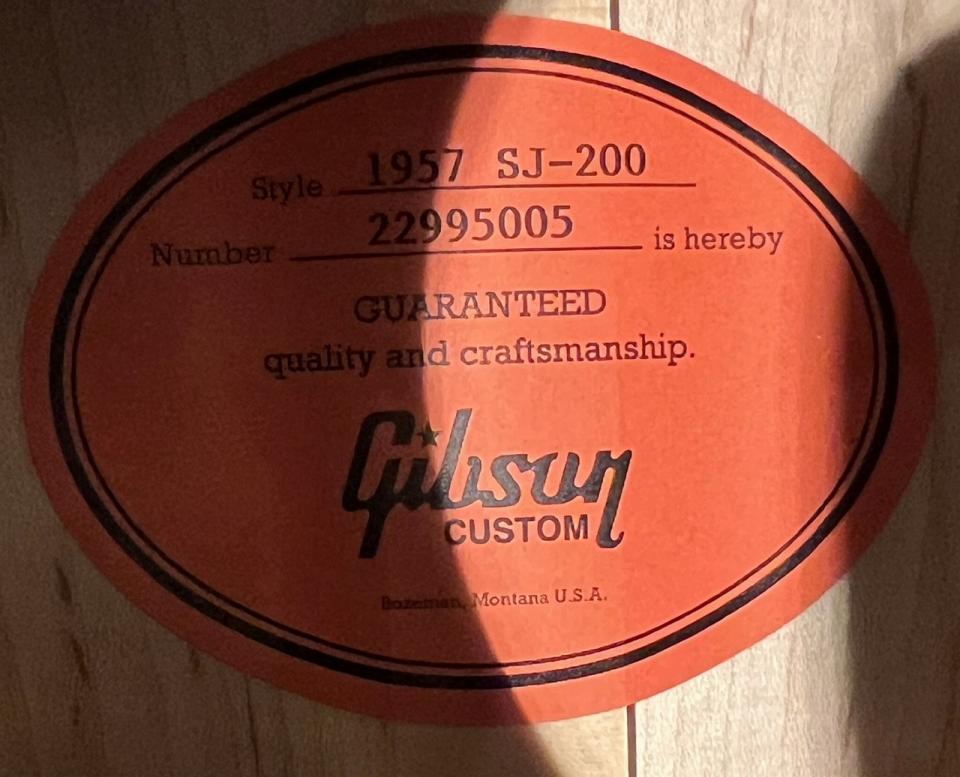 Style 1957 SJ-200
Number 22995005 is hereby
GUARANTEED
quality and craftsmanship.
Gibson
CUSTOM
Bozeman, Montana U.S.A.